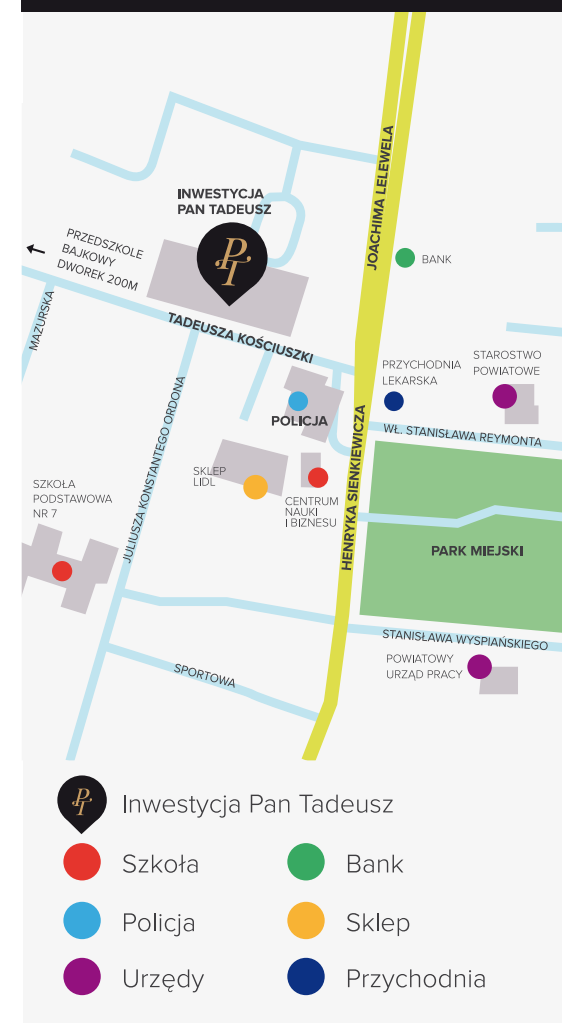 JOACHIMA LELEWELA
INWESTYCJA
PAN TADEUSZ
PT
PRZEDSZKOLE
BAJKOWY
DWOREK 200M
BANK
MAZURSKA
TADEUSZA KOŚCIUSZKI
STAROSTWO
POWIATOWE
PRZYCHODNIA
LEKARSKA
POLICJA
WŁ. STANISŁAWA REYMONTA
JULIUSZA KONSTANTEGO ORDONA
HENRYKA SIENKIEWICZA
SKLEP
LIDL
SZKOŁA
PODSTAWOWA
NR 7
CENTRUM
NAUKI
I BIZNESU
PARK MIEJSKI
STANISŁAWA WYSPIAŃSKIEGO
POWIATOWY
URZĄD PRACY
SPORTOWA
PT Inwestycja Pan Tadeusz
Szkoła Bank
Policja Sklep
Urzędy Przychodnia